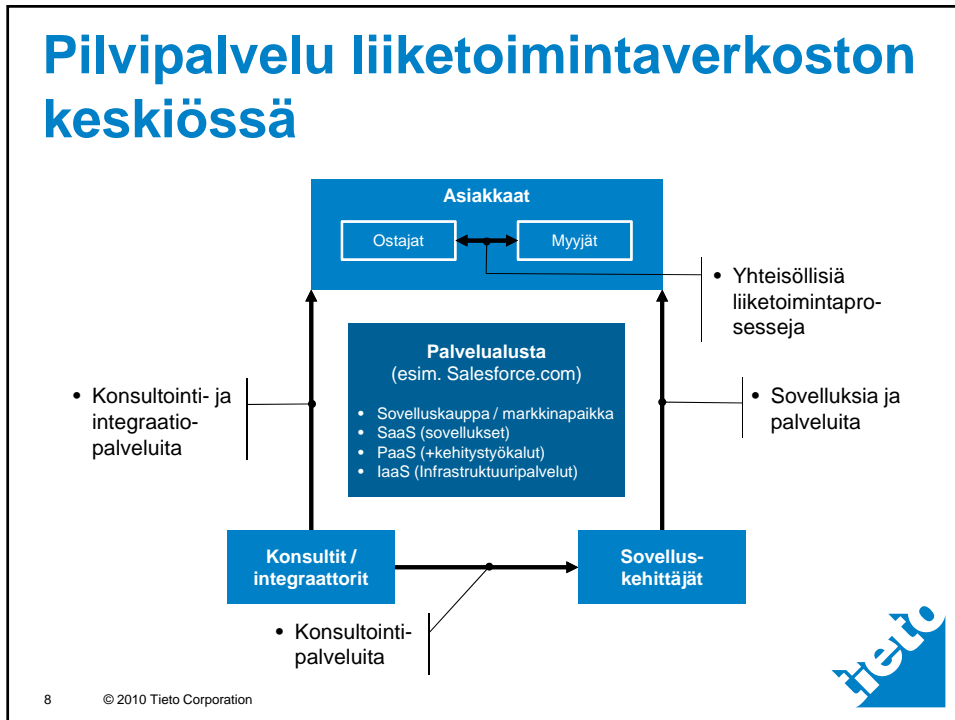 Pilvipalvelu liiketoimintaverkoston
keskiössä
Asiakkaat
Ostajat
Myyjät
• Yhteisöllisiä
liiketoimintapro-
sesseja
Palvelualusta
(esim. Salesforce.com)
• Sovelluskauppa / markkinapaikka
• SaaS (sovellukset)
• PaaS (+kehitystyökalut)
• IaaS (Infrastruktuuripalvelut)
• Konsultointi- ja
integraatio-
palveluita
• Sovelluksia ja
palveluita
Konsultit /
integraattorit
Sovellus-
kehittäjät
• Konsultointi-
palveluita
tieto
8 © 2010 Tieto Corporation